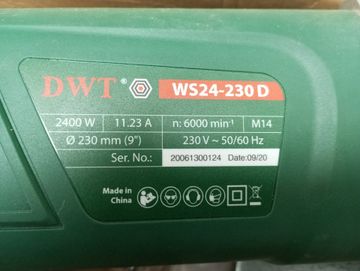 DWT® WS24-230 D
2400 W 11.23 A n: 6000 min⁻¹ M14
Ø 230 mm (9") 230 V ~ 50/60 Hz
Ser. No.: 20061300124 Date:09/20
Made in
China